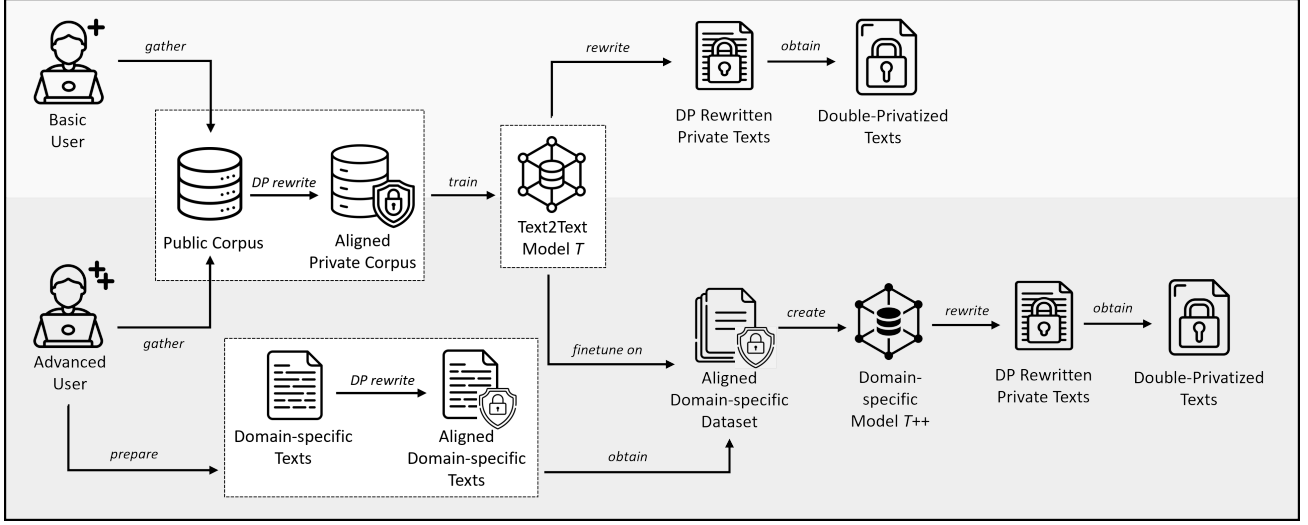 gather
Basic
User
DP rewrite
Public Corpus
Aligned
Private Corpus
train
Text2Text
Model T
rewrite
DP Rewritten
Private Texts
obtain
Double-Privatized
Texts
Advanced
User
gather
prepare
Domain-specific
Texts
DP rewrite
Aligned
Domain-specific
Texts
obtain
finetune on
Aligned
Domain-specific
Dataset
create
Domain-
specific
Model T++
rewrite
DP Rewritten
Private Texts
obtain
Double-Privatized
Texts